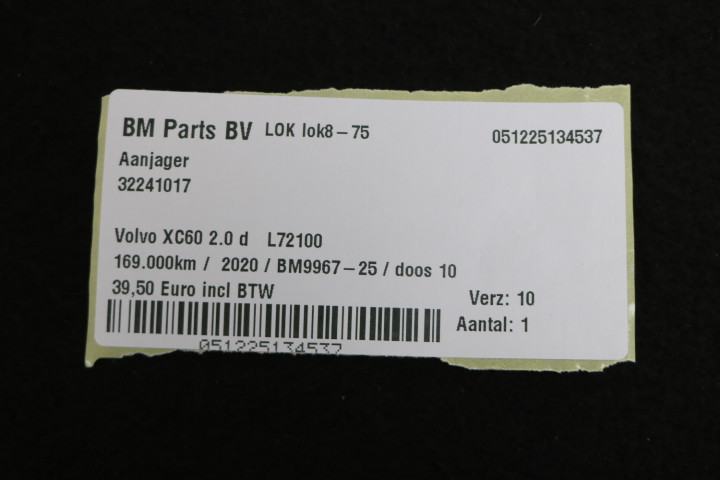 BM Parts BV LOK lok8-75 051225134537
Aanjager
32241017
Volvo XC60 2.0 d L72100
169.000km / 2020 / BM9967-25 / doos 10
39,50 Euro incl BTW Verz: 10
Aantal: 1
051225134537